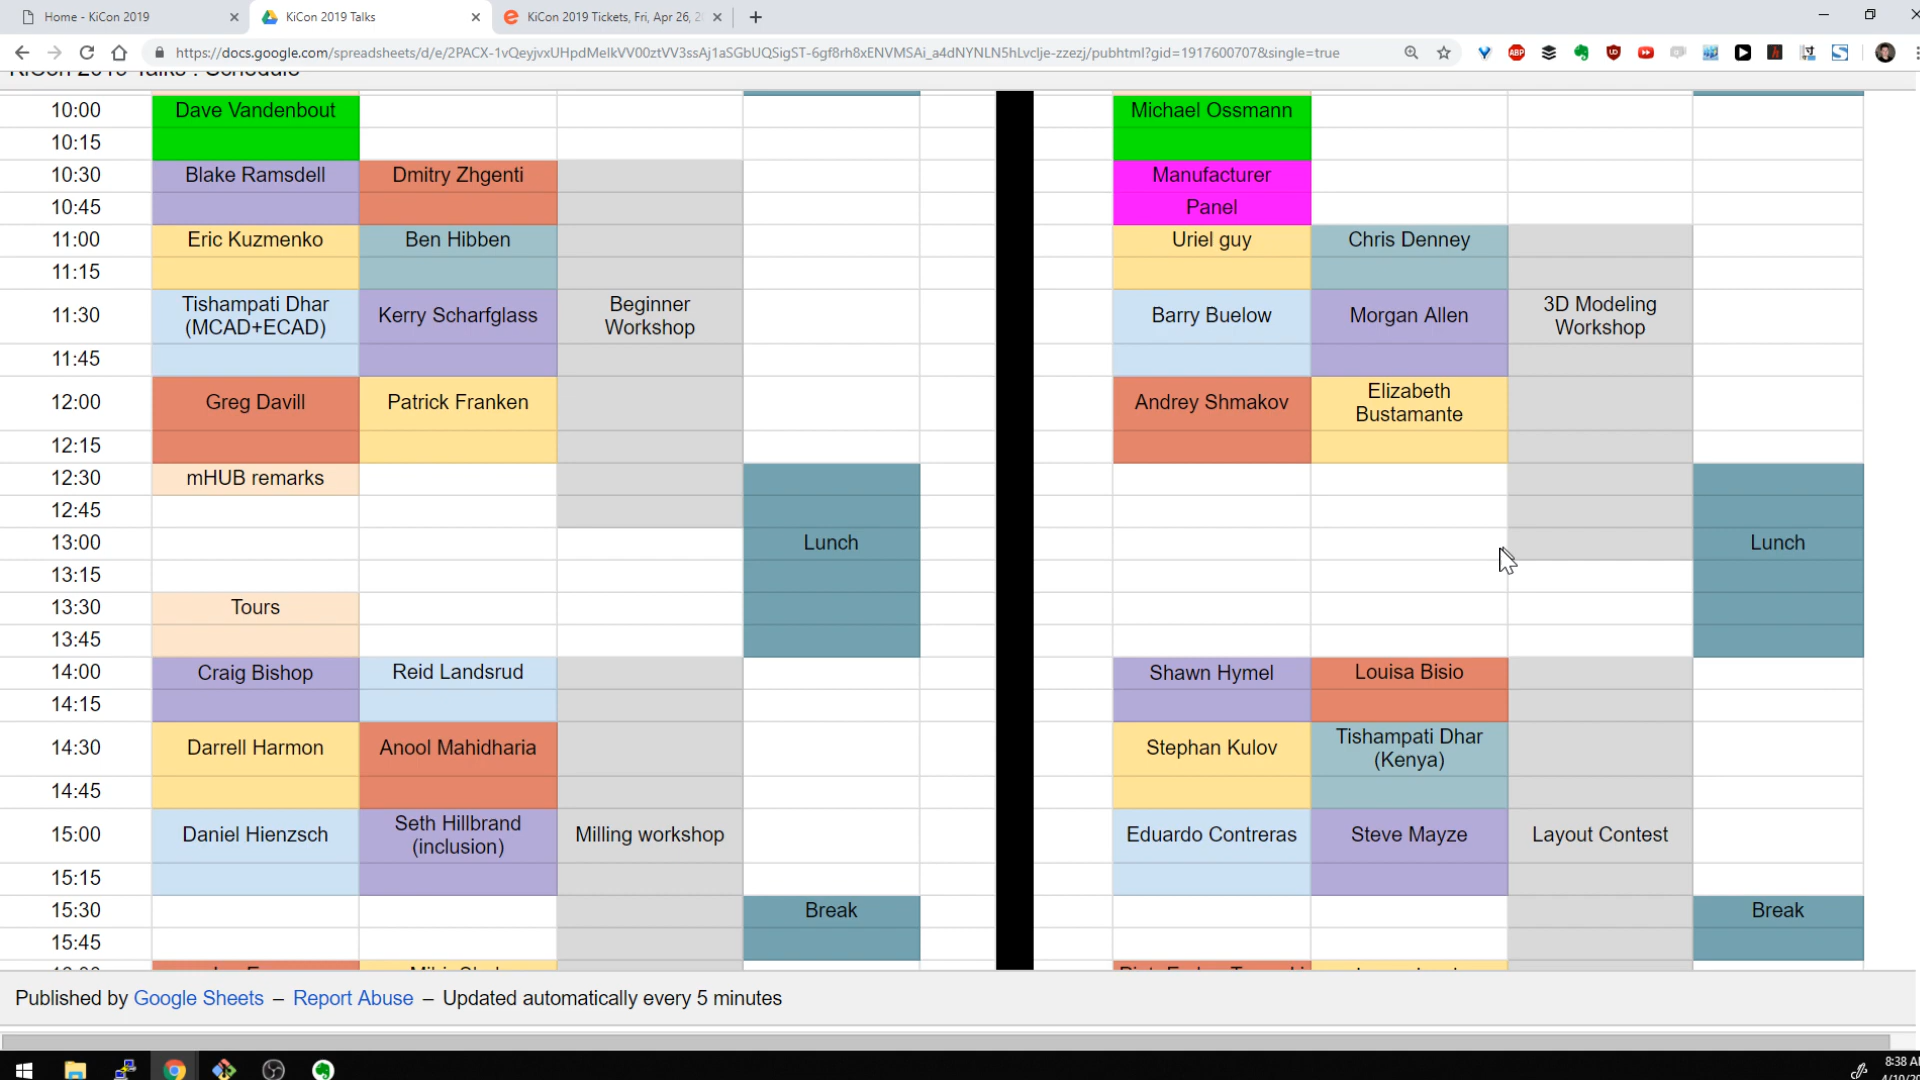 Home - KiCon 2019
KiCon 2019 Talks
KiCon 2019 Tickets, Fri, Apr 26, 2
https://docs.google.com/spreadsheets/d/e/2PACX-1vQeyjvxUHpdMelkVV00ztVV3ssAj1aSGbUQSigST-6gf8rh8xENVMSAi_a4dNYNLN5hLvclje-zzezj/pubhtml?gid=1917600707&single=true
KiCon 2019 Talks : Schedule
10:00 Dave Vandenbout Michael Ossmann
10:15
10:30 Blake Ramsdell Dmitry Zhgenti Manufacturer
10:45 Panel
11:00 Eric Kuzmenko Ben Hibben Uriel guy Chris Denney
11:15
11:30 Tishampati Dhar (MCAD+ECAD) Kerry Scharfglass Beginner Workshop Barry Buelow Morgan Allen 3D Modeling Workshop
11:45
12:00 Greg Davill Patrick Franken Andrey Shmakov Elizabeth Bustamante
12:15
12:30 mHUB remarks
12:45
13:00 Lunch Lunch
13:15
13:30 Tours
13:45
14:00 Craig Bishop Reid Landsrud Shawn Hymel Louisa Bisio
14:15
14:30 Darrell Harmon Anool Mahidharia Stephan Kulov Tishampati Dhar (Kenya)
14:45
15:00 Daniel Hienzsch Seth Hillbrand (inclusion) Milling workshop Eduardo Contreras Steve Mayze Layout Contest
15:15
15:30 Break Break
15:45
Published by Google Sheets – Report Abuse – Updated automatically every 5 minutes
8:38 A